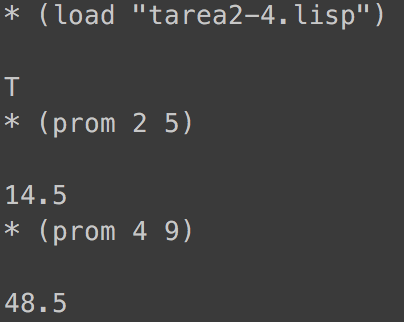 * (load "tarea2-4.lisp")
T
* (prom 2 5)
14.5
* (prom 4 9)
48.5